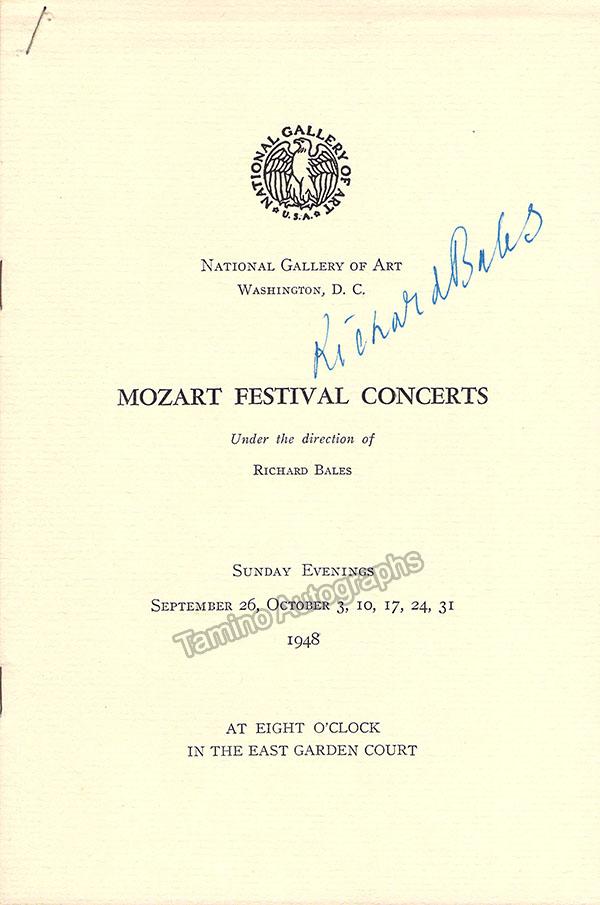 NATIONAL GALLERY OF ART
U.S.A.
NATIONAL GALLERY OF ART
WASHINGTON, D. C.
Richard Bales
MOZART FESTIVAL CONCERTS
Under the direction of
RICHARD BALES
SUNDAY EVENINGS
SEPTEMBER 26, OCTOBER 3, 10, 17, 24, 31
Tamino Autographs
1948
AT EIGHT O'CLOCK
IN THE EAST GARDEN COURT